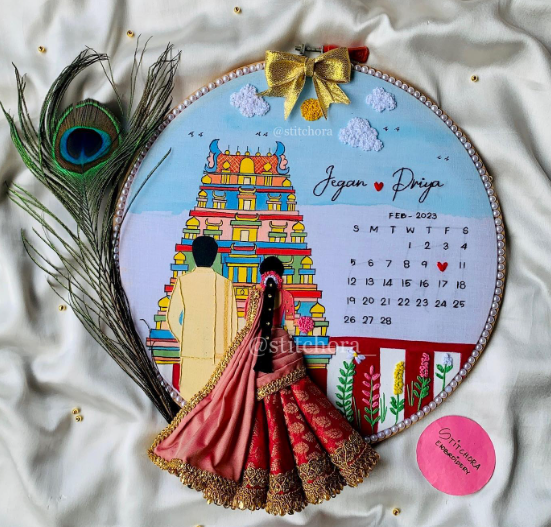 @stitchora
Jegan Priya
FEB - 2023
S M T W T F S
1 2 3 4
5 6 7 8 9 11
12 13 14 15 16 17 18
19 20 21 22 23 24 25
26 27 28
@stitchora
STITCHORA
EMBROIDERY